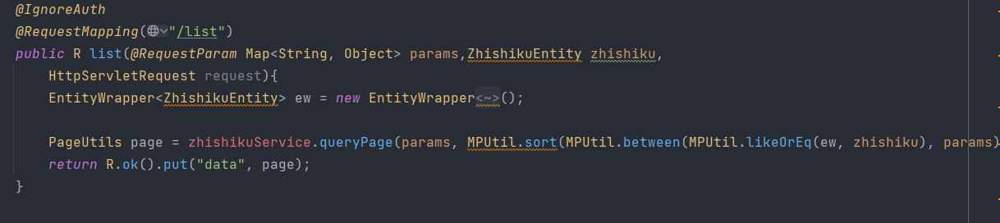 @IgnoreAuth
@RequestMapping("/list")
public R list(@RequestParam Map<String, Object> params,ZhishikuEntity zhishiku,
HttpServletRequest request){
EntityWrapper<ZhishikuEntity> ew = new EntityWrapper<~>();
PageUtils page = zhishikuService.queryPage(params, MPUtil.sort(MPUtil.between(MPUtil.likeOrEq(ew, zhishiku), params)
return R.ok().put("data", page);
}